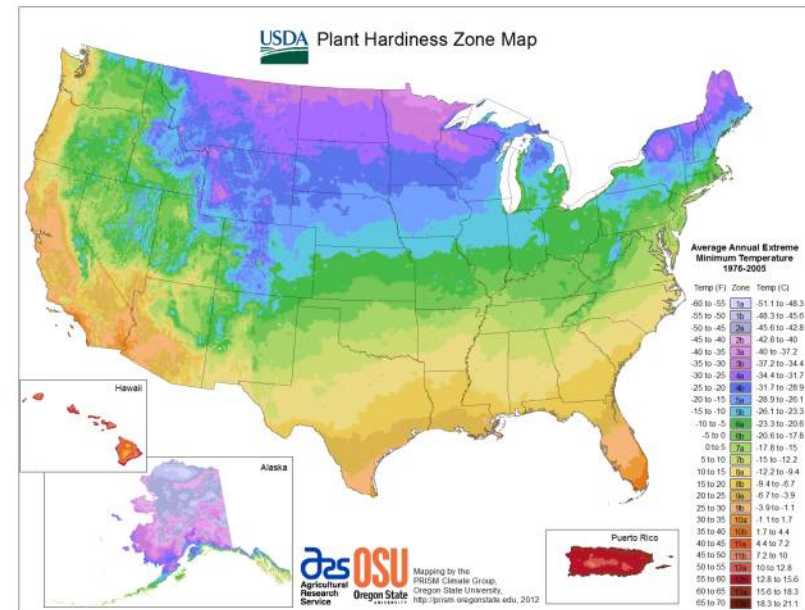 USDA Plant Hardiness Zone Map
Average Annual Extreme
Minimum Temperature
1976-2005
Temp (F) Zone Temp (C)
-60 to -55 1a -51.1 to -48.3
-55 to -50 1b -48.3 to -45.6
-50 to -45 2a -45.6 to -42.8
-45 to -40 2b -42.8 to -40
-40 to -35 3a -40 to -37.2
-35 to -30 3b -37.2 to -34.4
-30 to -25 4a -34.4 to -31.7
-25 to -20 4b -31.7 to -28.9
-20 to -15 5a -28.9 to -26.1
-15 to -10 5b -26.1 to -23.3
-10 to -5 6a -23.3 to -20.6
-5 to 0 6b -20.6 to -17.8
0 to 5 7a -17.8 to -15
5 to 10 7b -15 to -12.2
10 to 15 8a -12.2 to -9.4
15 to 20 8b -9.4 to -6.7
20 to 25 9a -6.7 to -3.9
25 to 30 9b -3.9 to -1.1
30 to 35 10a -1.1 to 1.7
35 to 40 10b 1.7 to 4.4
40 to 45 11a 4.4 to 7.2
45 to 50 11b 7.2 to 10
50 to 55 12a 10 to 12.8
55 to 60 12b 12.8 to 15.6
60 to 65 13a 15.6 to 18.3
65 to 70 18.3 to 21.1
Hawaii
Alaska
Puerto Rico
ars
Agricultural
Research
Service
OSU
Oregon State
UNIVERSITY
Mapping by the
PRISM Climate Group,
Oregon State University,
http://prism.oregonstate.edu, 2012